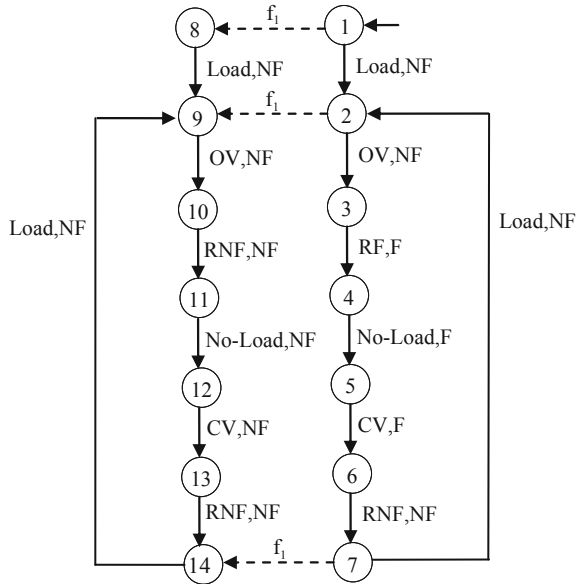 8
f₁
1
Load,NF
Load,NF
9
f₁
2
OV,NF
OV,NF
10
3
Load,NF
Load,NF
RNF,NF
RF,F
11
4
No-Load,NF
No-Load,F
12
5
CV,NF
CV,F
13
6
RNF,NF
RNF,NF
14
f₁
7